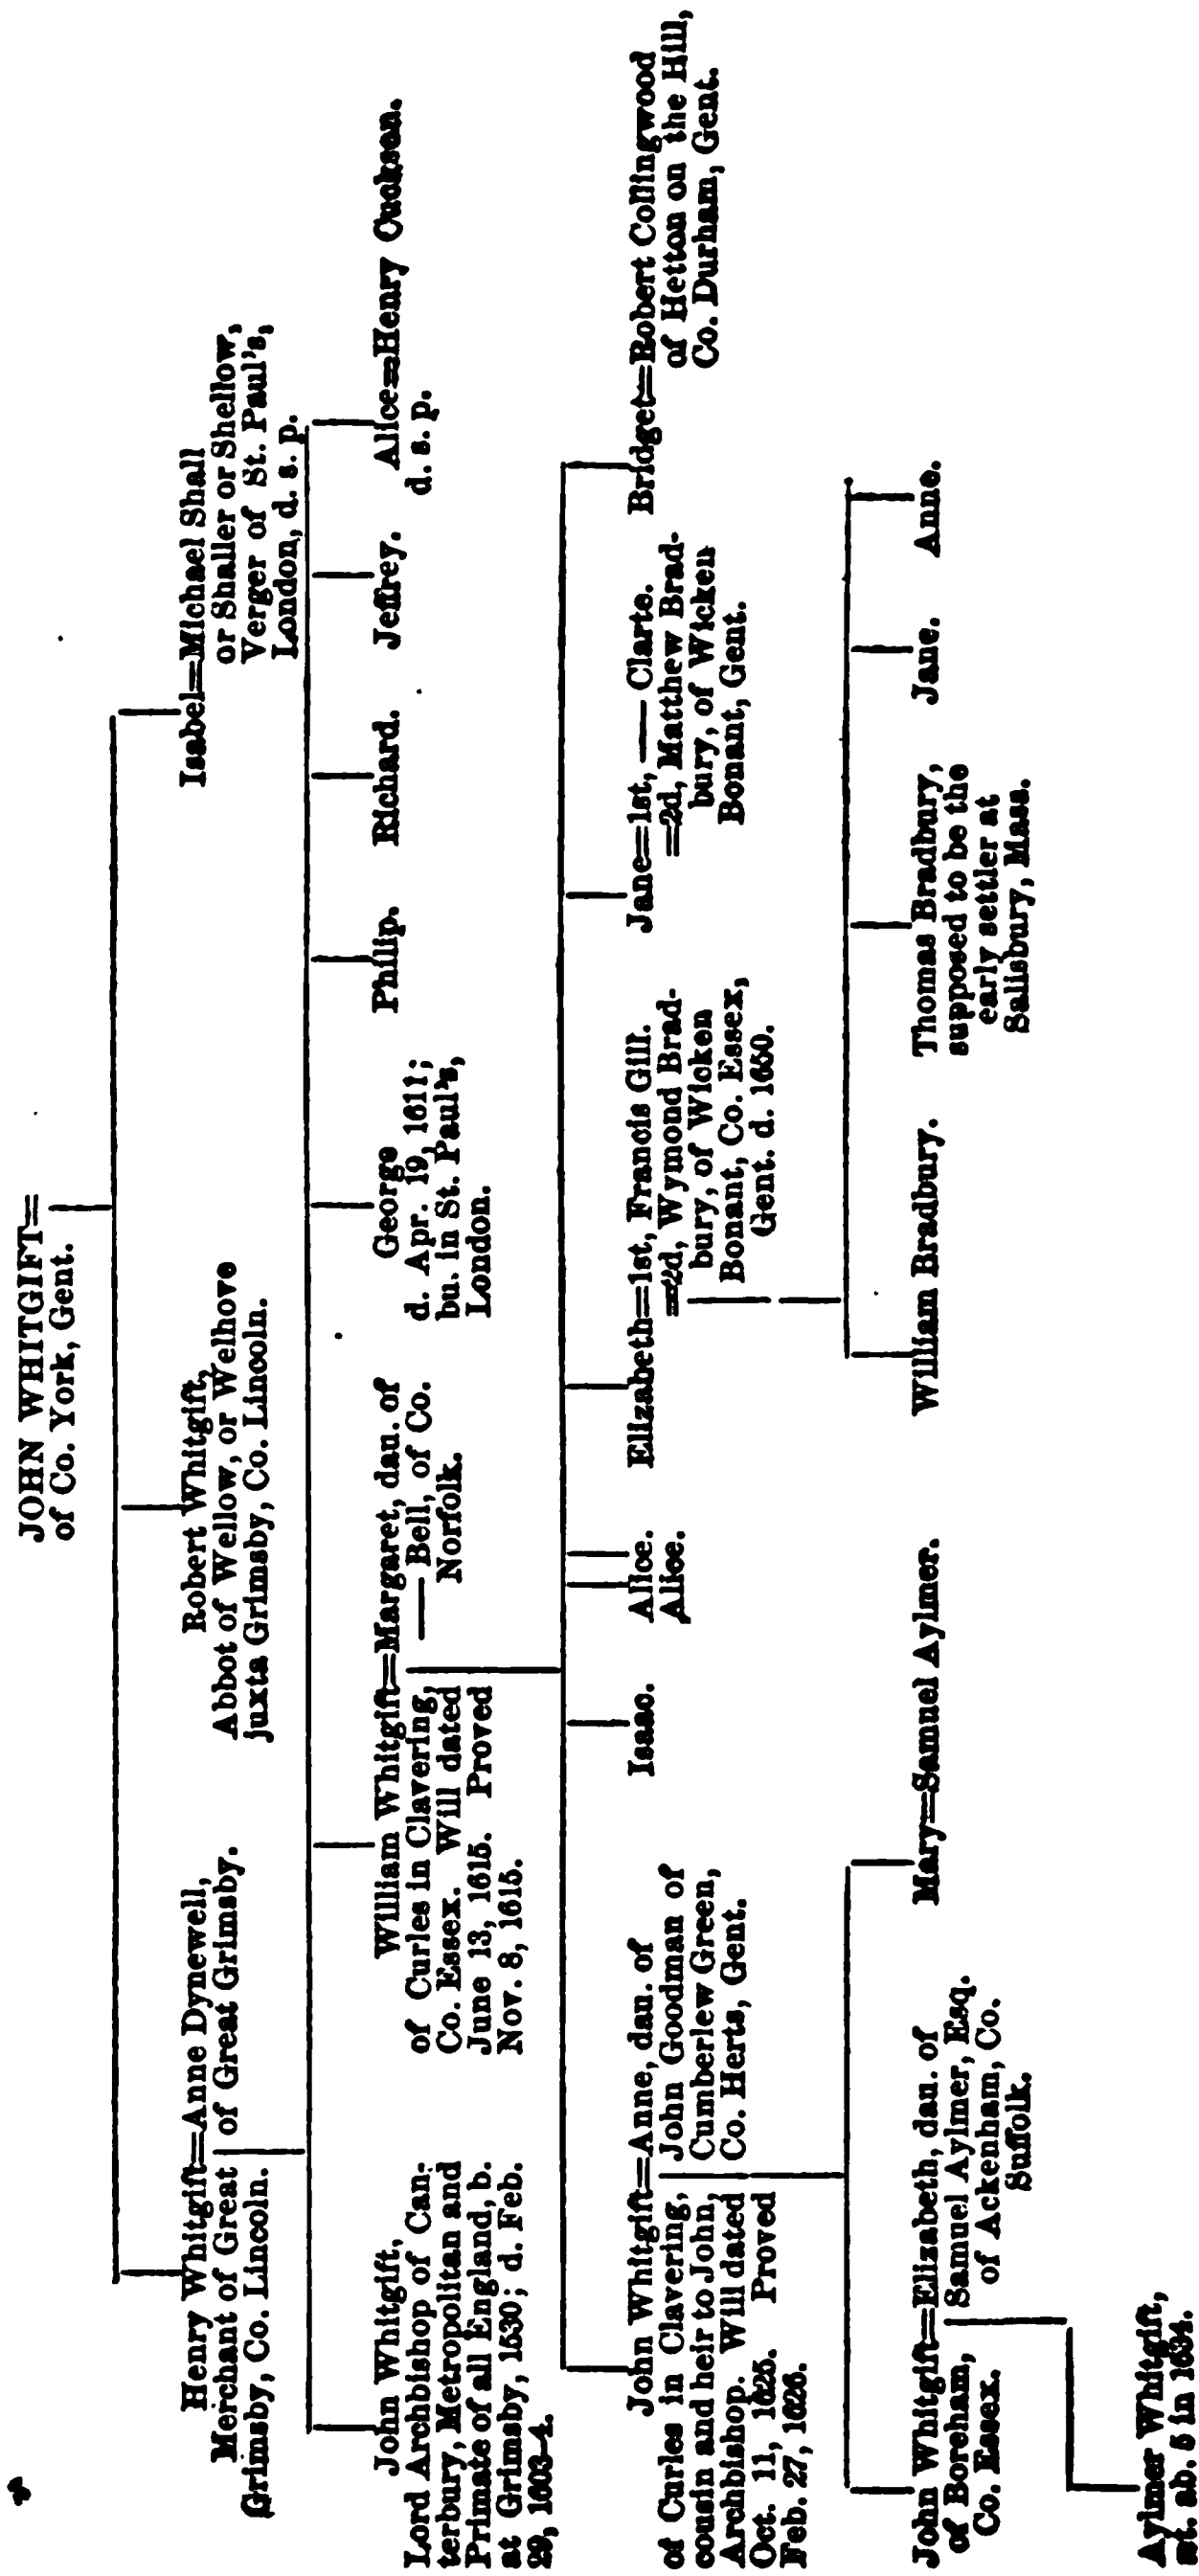 JOHN WHITGIFT=
of Co. York, Gent.
Henry Whitgift=Anne Dynewell,
Merchant of Great of Great Grimsby.
Grimsby, Co. Lincoln.
Robert Whitgift,
Abbot of Wellow, or Welhove
juxta Grimsby, Co. Lincoln.
Isabel=Michael Shall
or Shaller or Shellow,
Verger of St. Paul's,
London, d. s. p.
John Whitgift,
Lord Archbishop of Can-
terbury, Metropolitan and
Primate of all England, b.
at Grimsby, 1530; d. Feb.
29, 1603-4.
William Whitgift=Margaret, dau. of
of Curles in Clavering, — Bell, of Co.
Co. Essex. Will dated Norfolk.
June 13, 1615. Proved
Nov. 8, 1615.
George
d. Apr. 19, 1611;
bu. in St. Paul's,
London.
Philip.
Richard.
Jeffrey.
Alice=Henry Cuckson.
d. s. p.
John Whitgift=Anne, dau. of
of Curles in Clavering, John Goodman of
cousin and heir to John, Cumberlew Green,
Archbishop. Will dated Co. Herts, Gent.
Oct. 11, 1625. Proved
Feb. 27, 1626.
Isaac.
Alice.
Alice.
Elizabeth=1st, Francis Gill.
=2d, Wymond Brad-
bury, of Wicken
Bonant, Co. Essex,
Gent. d. 1650.
Jane=1st, — Clarte.
=2d, Matthew Brad-
bury, of Wicken
Bonant, Gent.
Bridget=Robert Collingwood
of Hetton on the Hill,
Co. Durham, Gent.
John Whitgift=Elizabeth, dau. of
of Boreham, Samuel Aylmer, Esq.
Co. Essex. of Ackenham, Co.
Suffolk.
Mary=Samuel Aylmer.
William Bradbury.
Thomas Bradbury,
supposed to be the
early settler at
Salisbury, Mass.
Jane.
Anne.
Aylmer Whitgift,
æt. ab. 5 in 1634.